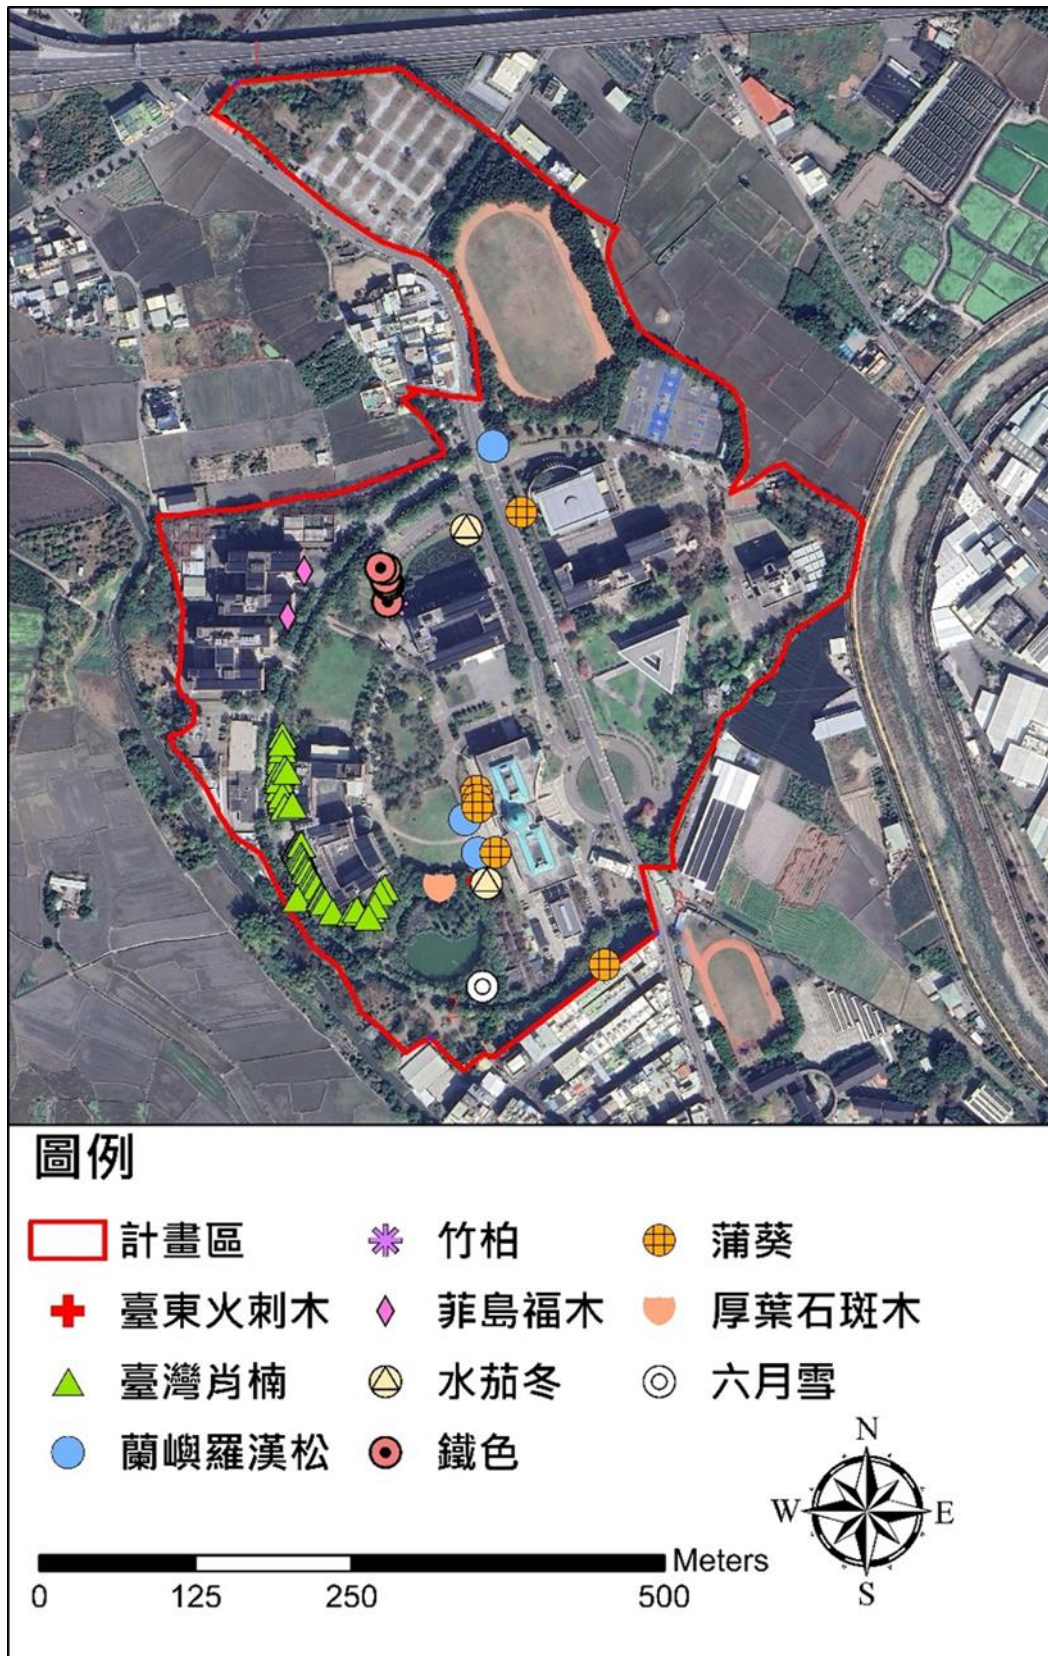 圖例
計畫區 竹柏 蒲葵
臺東火刺木 菲島福木 厚葉石斑木
臺灣肖楠 水茄冬 六月雪
蘭嶼羅漢松 鐵色
N
W E
S
Meters
0 125 250 500